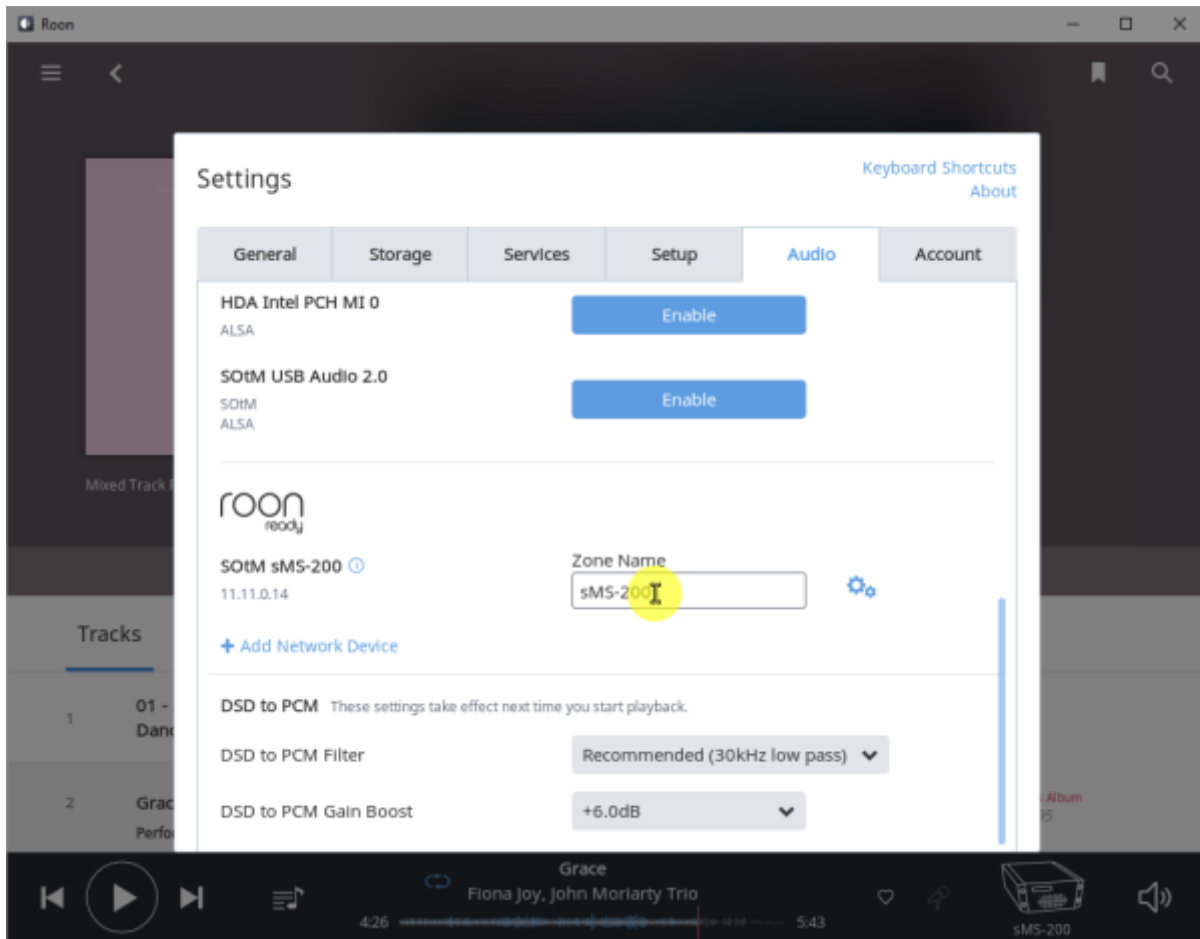 Roon
Settings
Keyboard Shortcuts
About
General Storage Services Setup Audio Account
HDA Intel PCH MI 0
Enable
ALSA
SOtM USB Audio 2.0
Enable
SOtM
ALSA
Mixed Track
roon
ready
SOtM sMS-200
Zone Name
11.11.0.14
sMS-200
Add Network Device
Tracks
DSD to PCM These settings take effect next time you start playback.
1
01 -
Danc
DSD to PCM Filter
Recommended (30kHz low pass)
2
Grac
Perfo
DSD to PCM Gain Boost
+6.0dB
Album
Grace
Fiona Joy, John Moriarty Trio
4:26
5:43
sMS-200